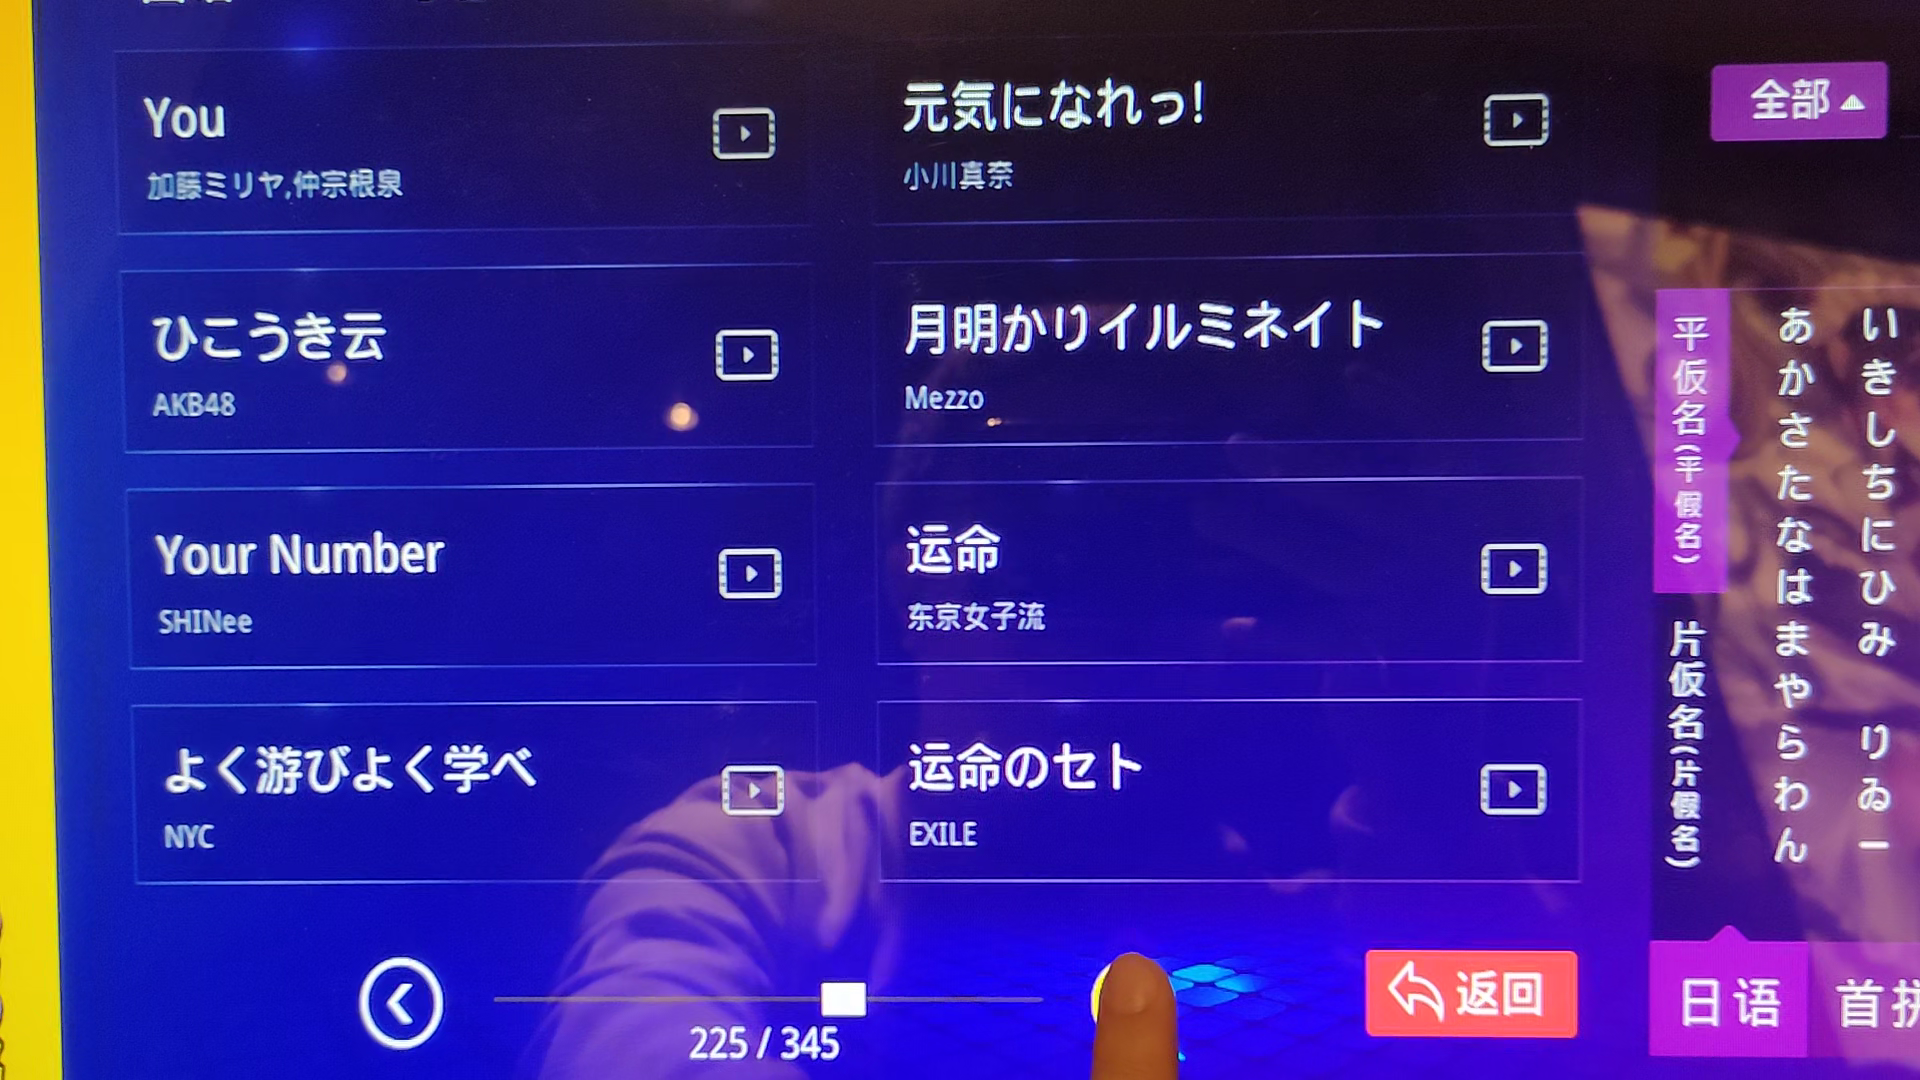 You
加藤ミリヤ,仲宗根泉
元気になれっ!
小川真奈
全部
ひこうき云
AKB48
月明かりイルミネイト
Mezzo
Your Number
SHINee
运命
东京女子流
よく游びよく学べ
NYC
运命のセト
EXILE
平仮名(平假名)
片仮名(片假名)
あかさたなはまやらわん
いきしちにひみ りゐー
225 / 345
返回
日语
首拼